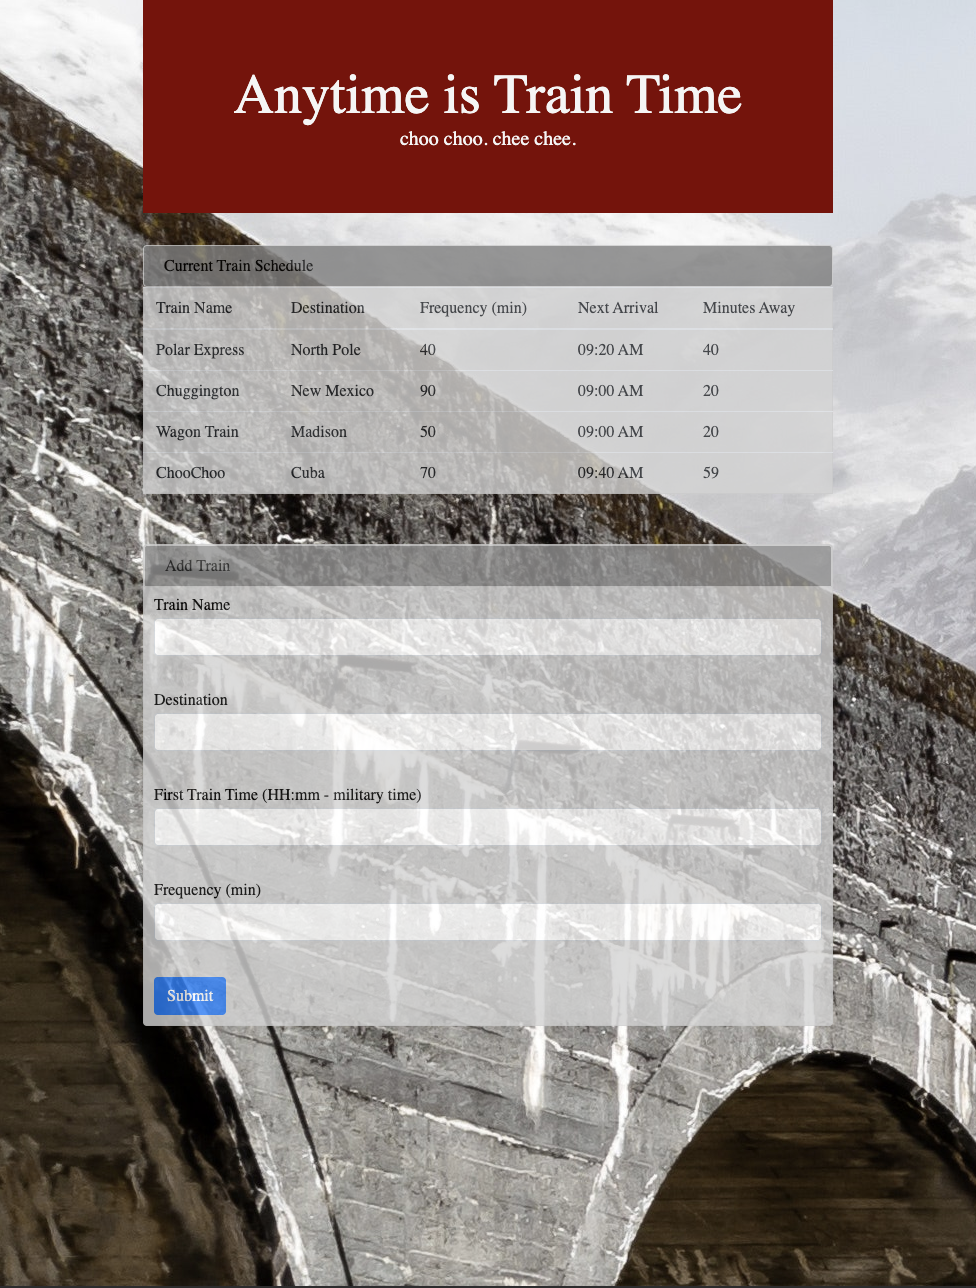 Anytime is Train Time
choo choo. chee chee.
Current Train Schedule
Train Name Destination Frequency (min) Next Arrival Minutes Away
Polar Express North Pole 40 09:20 AM 40
Chuggington New Mexico 90 09:00 AM 20
Wagon Train Madison 50 09:00 AM 20
ChooChoo Cuba 70 09:40 AM 59
Add Train
Train Name
Destination
First Train Time (HH:mm - military time)
Frequency (min)
Submit